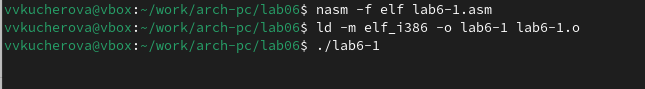 vvkucherova@vbox:~/work/arch-pc/lab06$ nasm -f elf lab6-1.asm
vvkucherova@vbox:~/work/arch-pc/lab06$ ld -m elf_i386 -o lab6-1 lab6-1.o
vvkucherova@vbox:~/work/arch-pc/lab06$ ./lab6-1